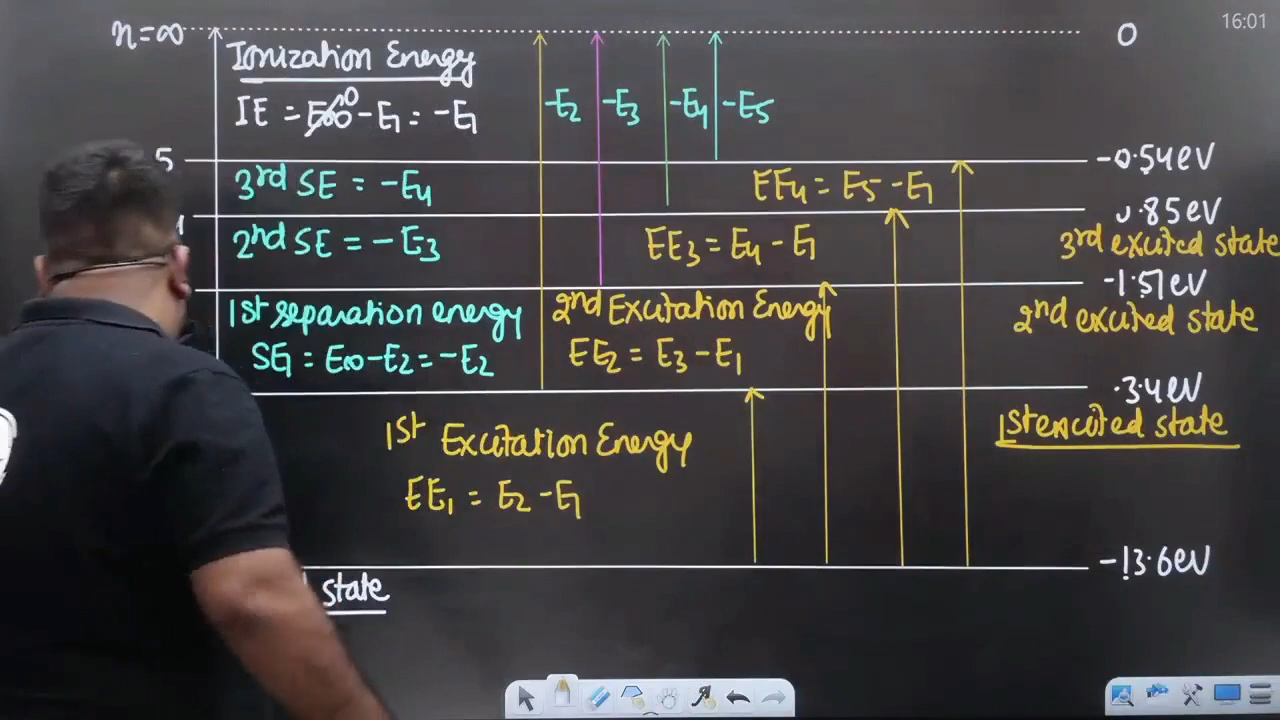 16:01
n=∞
0
Ionization Energy
IE = E∞ 0 - E1 = -E1
-E2 -E3 -E4 -E5
5
-0.54eV
3rd SE = -E4
EE4 = E5 - E1
0.85eV
2nd SE = -E3
EE3 = E4 - E1
3rd excited state
-1.51eV
1st separation energy
2nd Excitation Energy
2nd excited state
SE1 = E∞-E2 = -E2
EE2 = E3 - E1
.3.4eV
1st excited state
1st Excitation Energy
EE1 = E2 - E1
-13.6eV
state